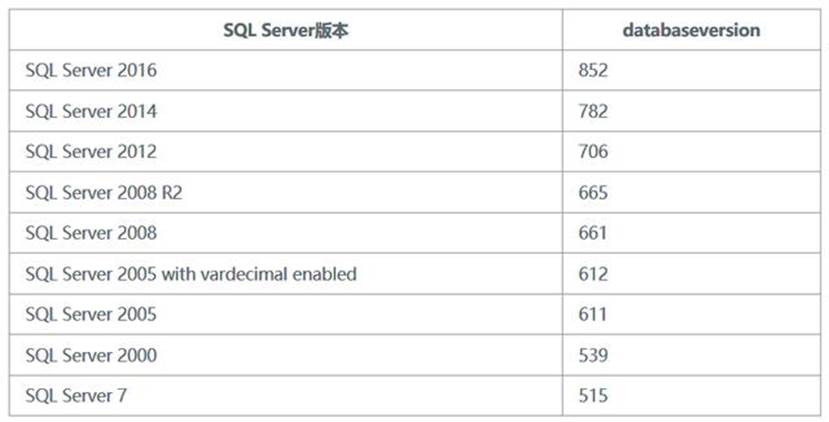 SQL Server版本 databaseversion
SQL Server 2016 852
SQL Server 2014 782
SQL Server 2012 706
SQL Server 2008 R2 665
SQL Server 2008 661
SQL Server 2005 with vardecimal enabled 612
SQL Server 2005 611
SQL Server 2000 539
SQL Server 7 515